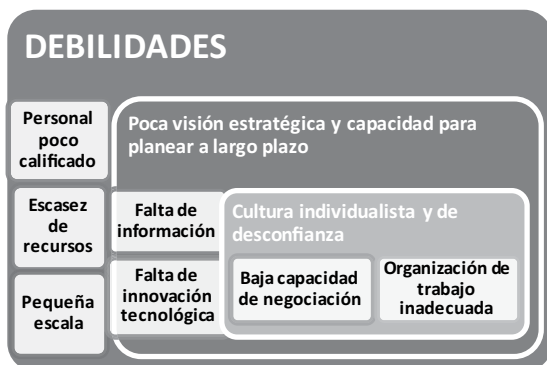 DEBILIDADES
Personal
poco
calificado
Escasez
de
recursos
Pequeña
escala
Poca visión estratégica y capacidad para
planear a largo plazo
Falta de
información
Falta de
innovación
tecnológica
Cultura individualista y de
desconfianza
Baja capacidad
de negociación
Organización de
trabajo
inadecuada